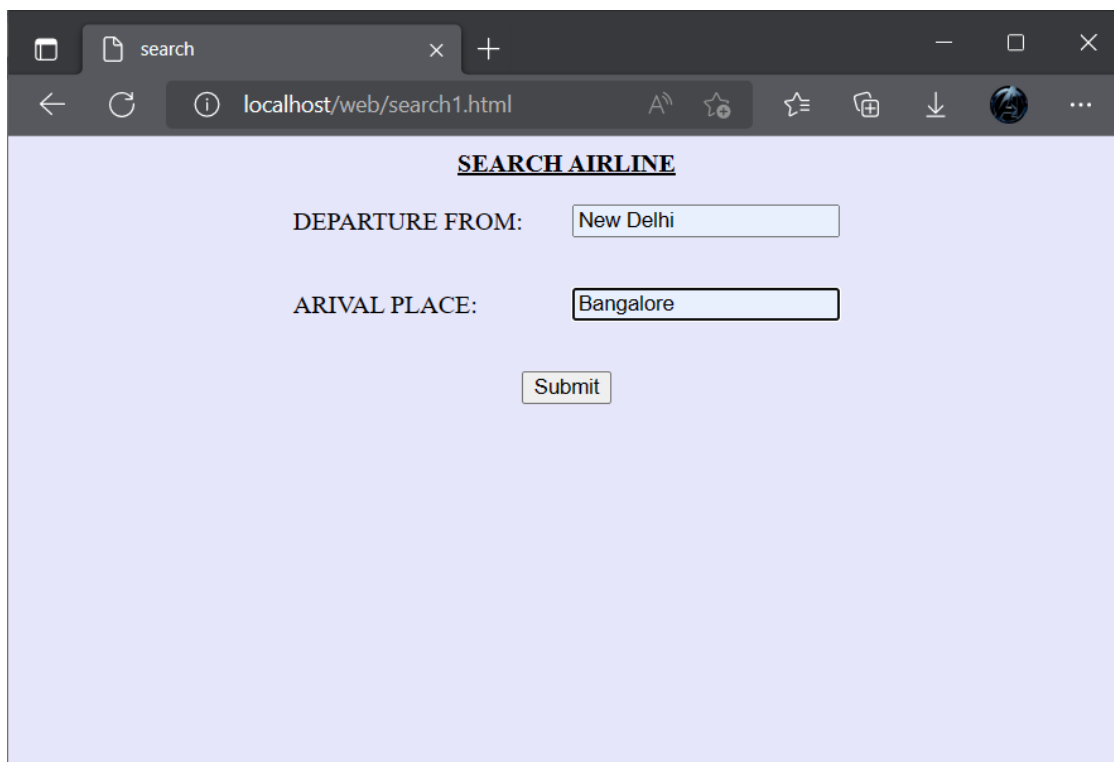 search
localhost/web/search1.html
SEARCH AIRLINE
DEPARTURE FROM: New Delhi
ARIVAL PLACE: Bangalore
Submit